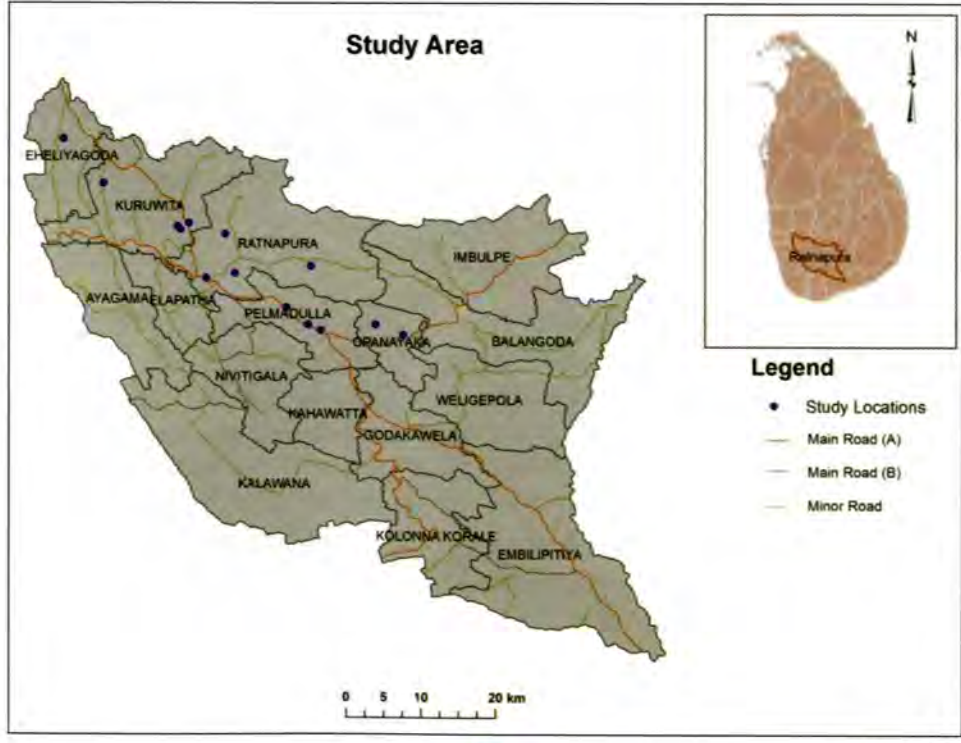 Study Area
N
EHELIYAGODA
KURUWITA
RATNAPURA
IMBULPE
AYAGAMA
ELAPATHA
PELMADULLA
OPANAYAKA
BALANGODA
NIVITIGALA
WELIGEPOLA
KAHAWATTA
GODAKAWELA
KALAWANA
KOLONNA KORALE
EMBILIPITIYA
Ratnapura
Legend
Study Locations
Main Road (A)
Main Road (B)
Minor Road
0 5 10 20 km